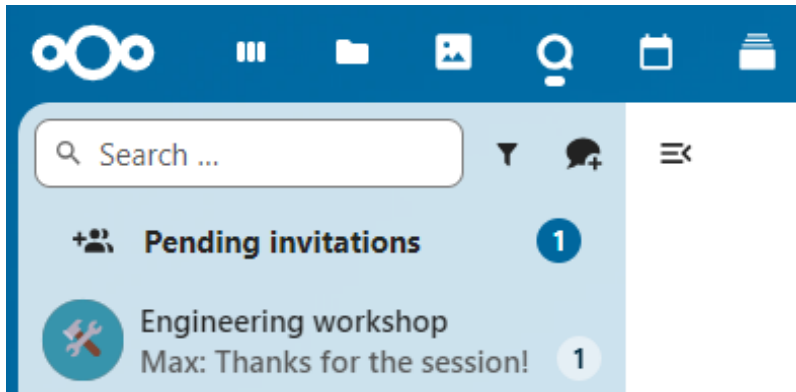 Search ...
Pending invitations 1
Engineering workshop
Max: Thanks for the session! 1